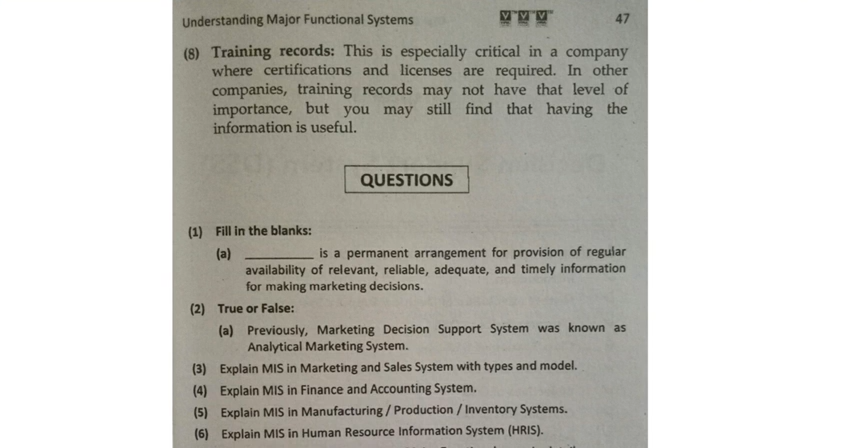 Understanding Major Functional Systems VVV 47
(8) Training records: This is especially critical in a company
where certifications and licenses are required. In other
companies, training records may not have that level of
importance, but you may still find that having the
information is useful.
QUESTIONS
(1) Fill in the blanks:
(a) __________ is a permanent arrangement for provision of regular
availability of relevant, reliable, adequate, and timely information
for making marketing decisions.
(2) True or False:
(a) Previously, Marketing Decision Support System was known as
Analytical Marketing System.
(3) Explain MIS in Marketing and Sales System with types and model.
(4) Explain MIS in Finance and Accounting System.
(5) Explain MIS in Manufacturing / Production / Inventory Systems.
(6) Explain MIS in Human Resource Information System (HRIS).